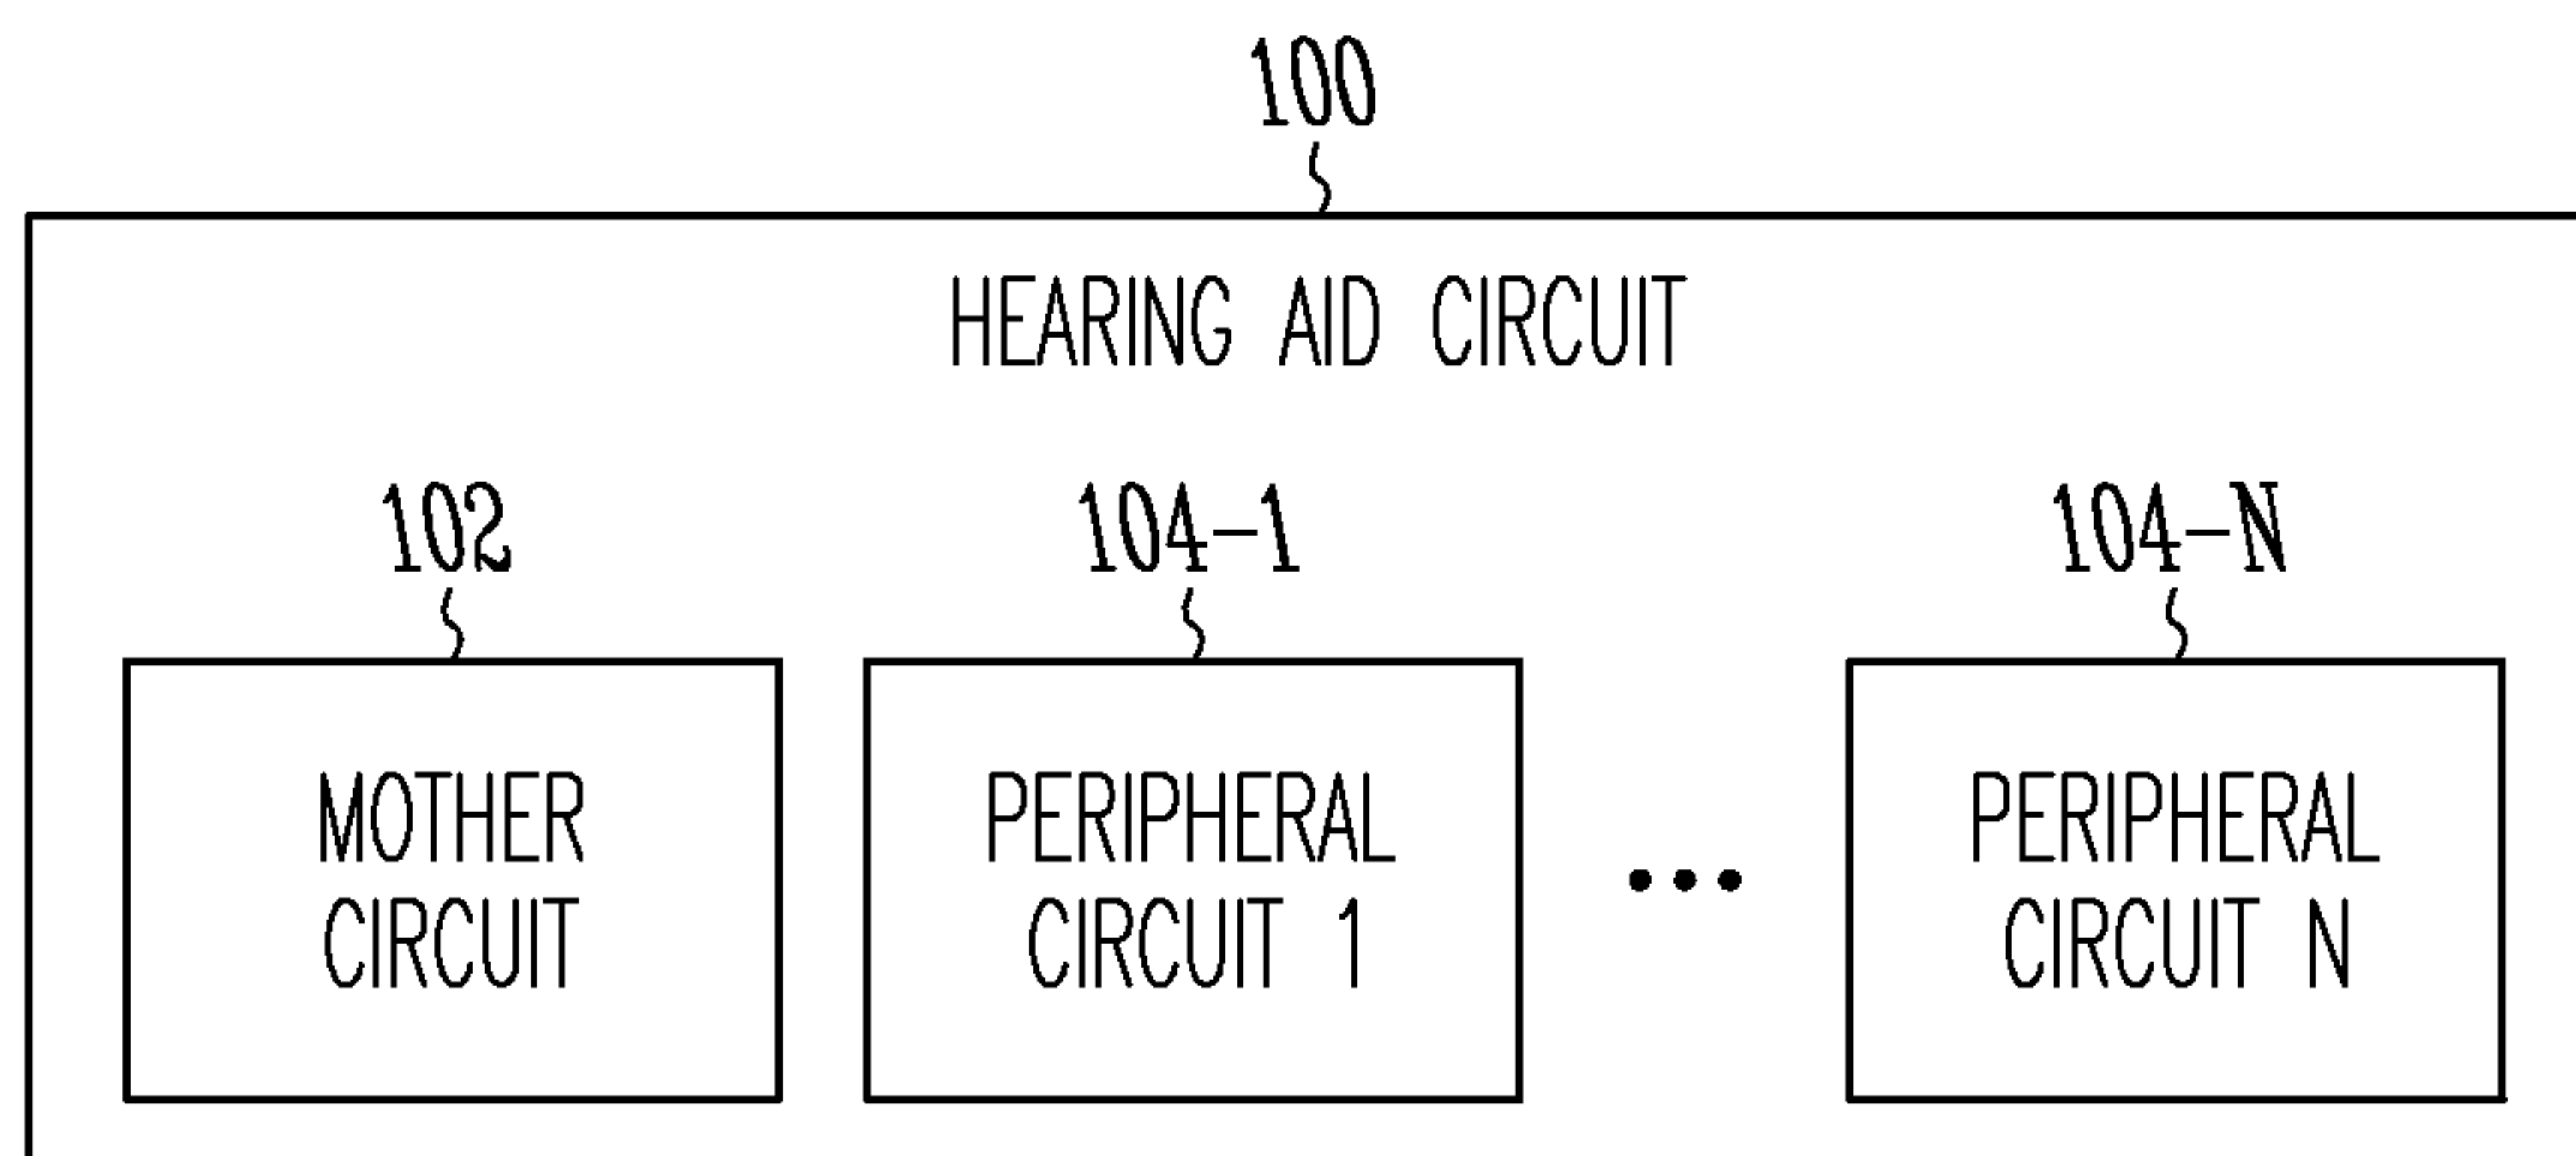 100
HEARING AID CIRCUIT
102
104-1
104-N
MOTHER
CIRCUIT
PERIPHERAL
CIRCUIT 1
•••
PERIPHERAL
CIRCUIT N